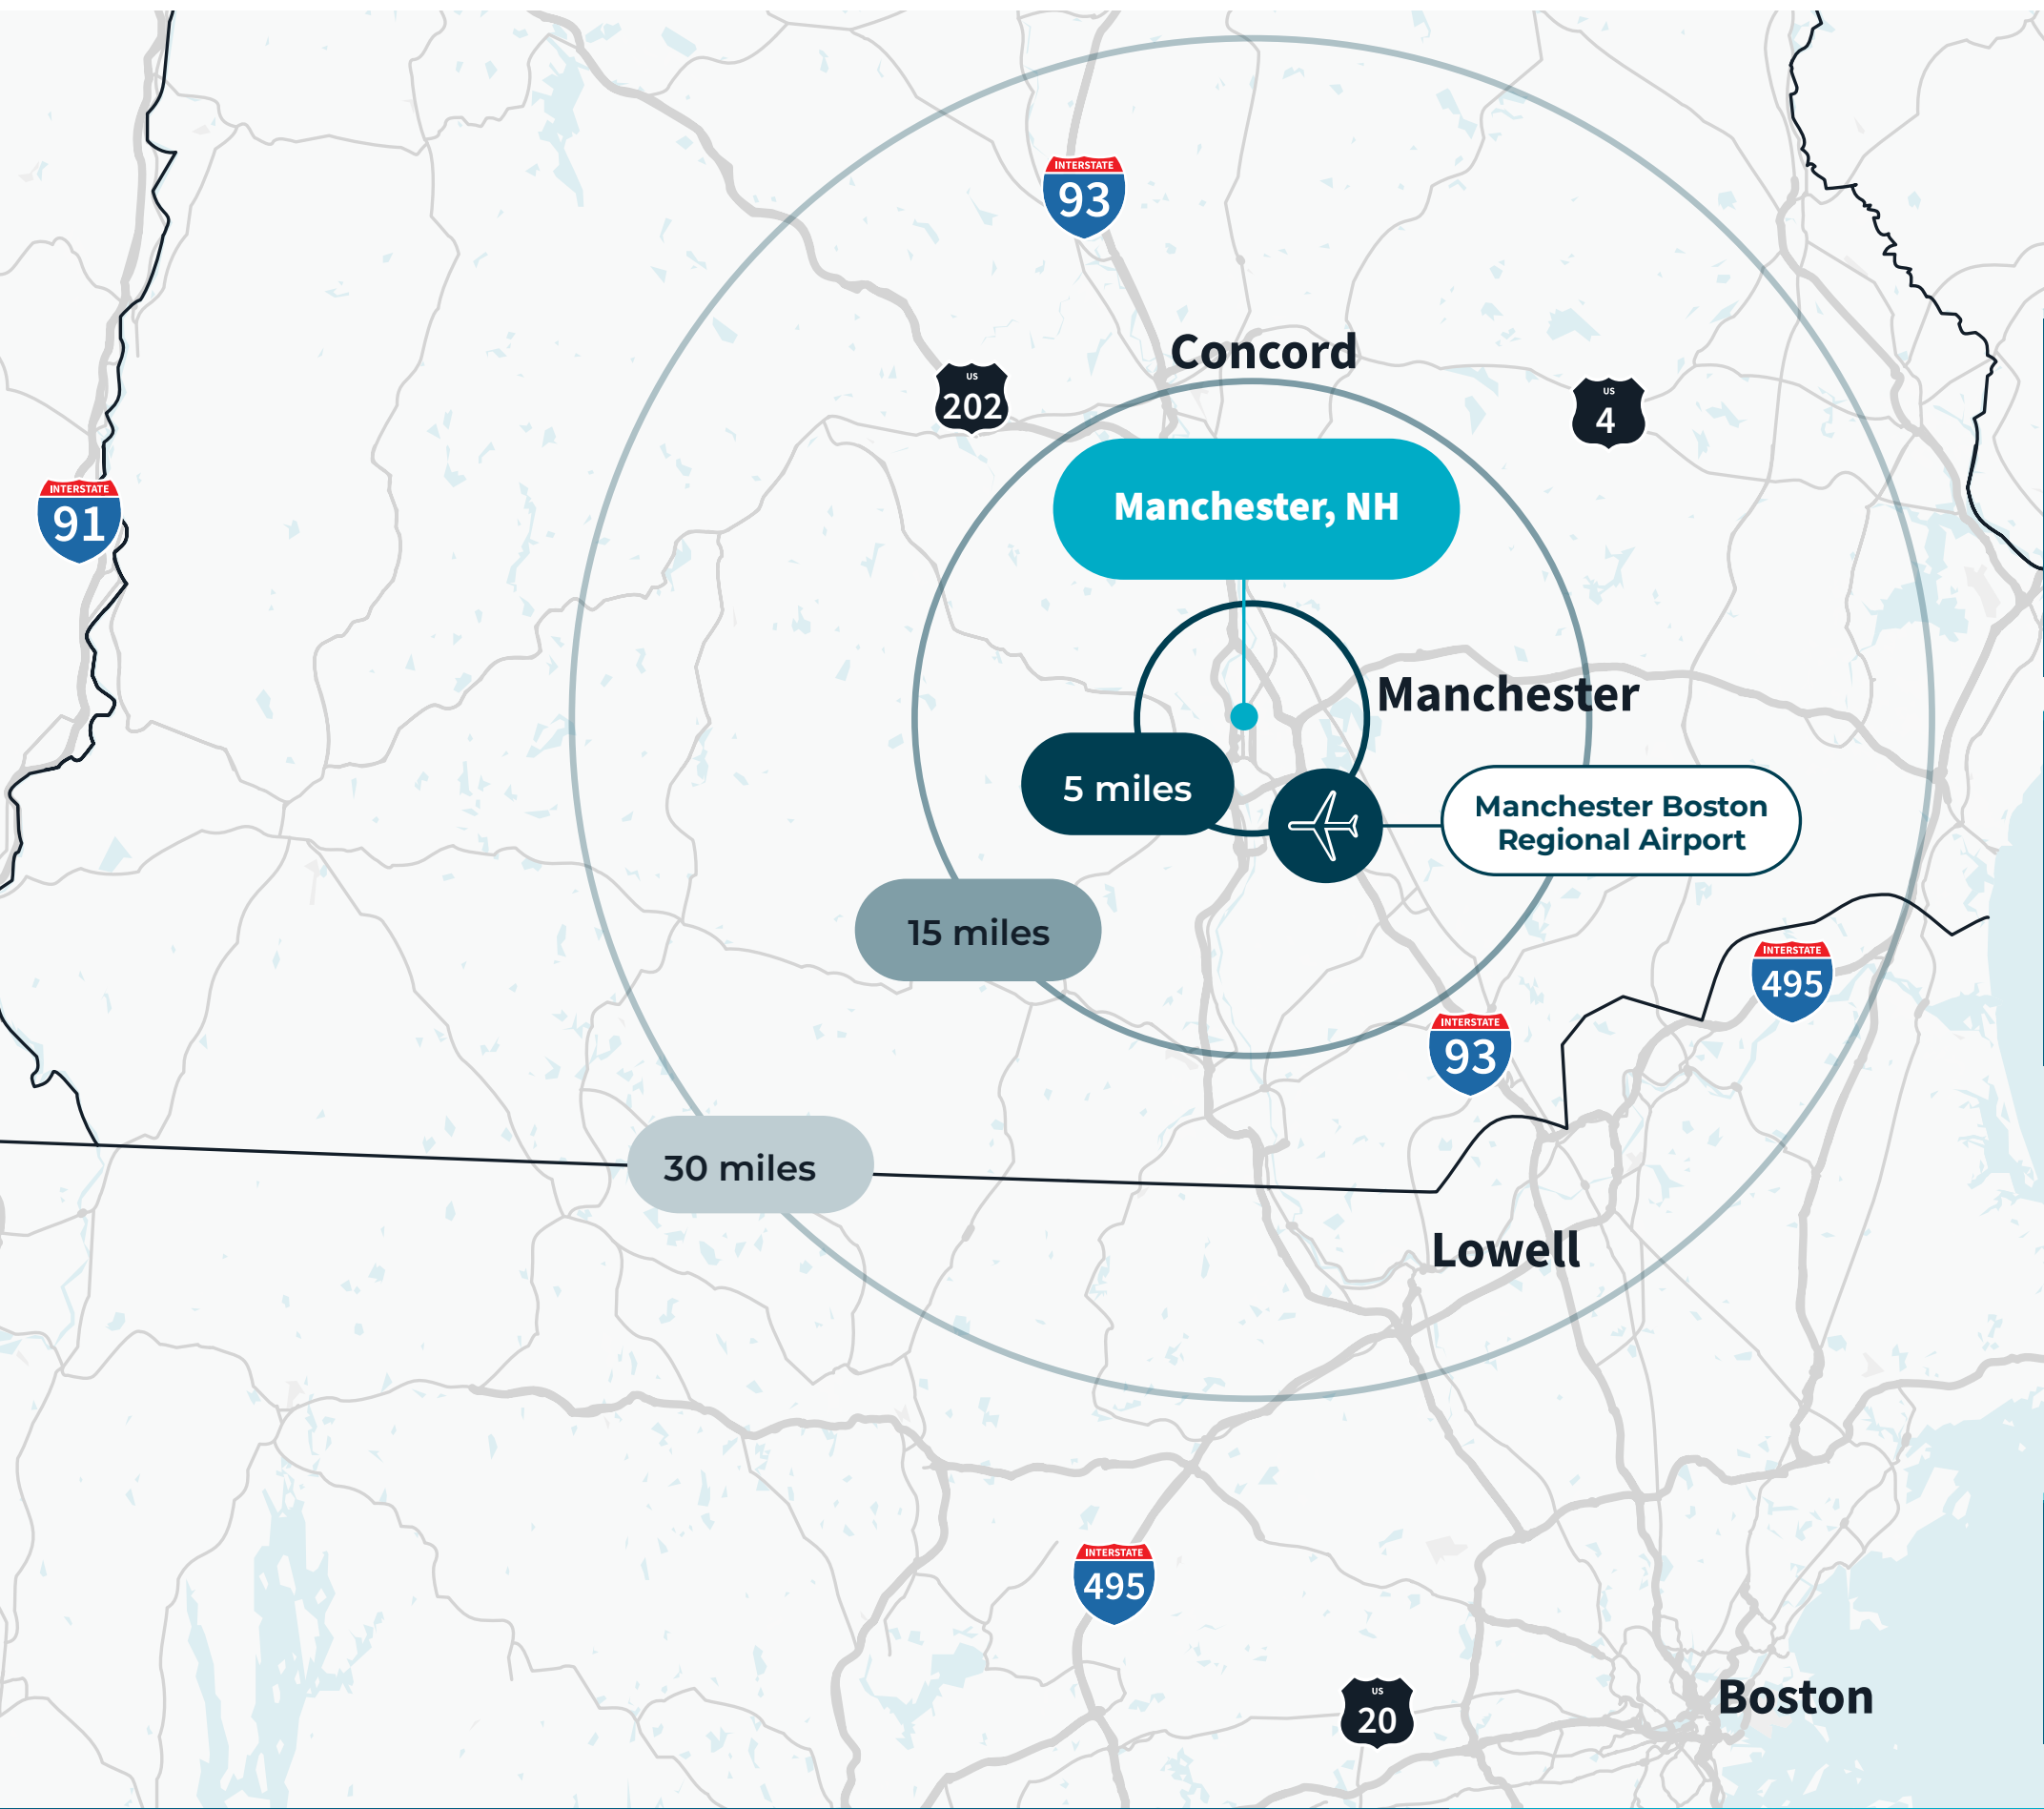 INTERSTATE
93
Concord
US
202
US
4
Manchester, NH
INTERSTATE
91
Manchester
5 miles
Manchester Boston
Regional Airport
15 miles
INTERSTATE
495
INTERSTATE
93
30 miles
Lowell
INTERSTATE
495
US
20
Boston